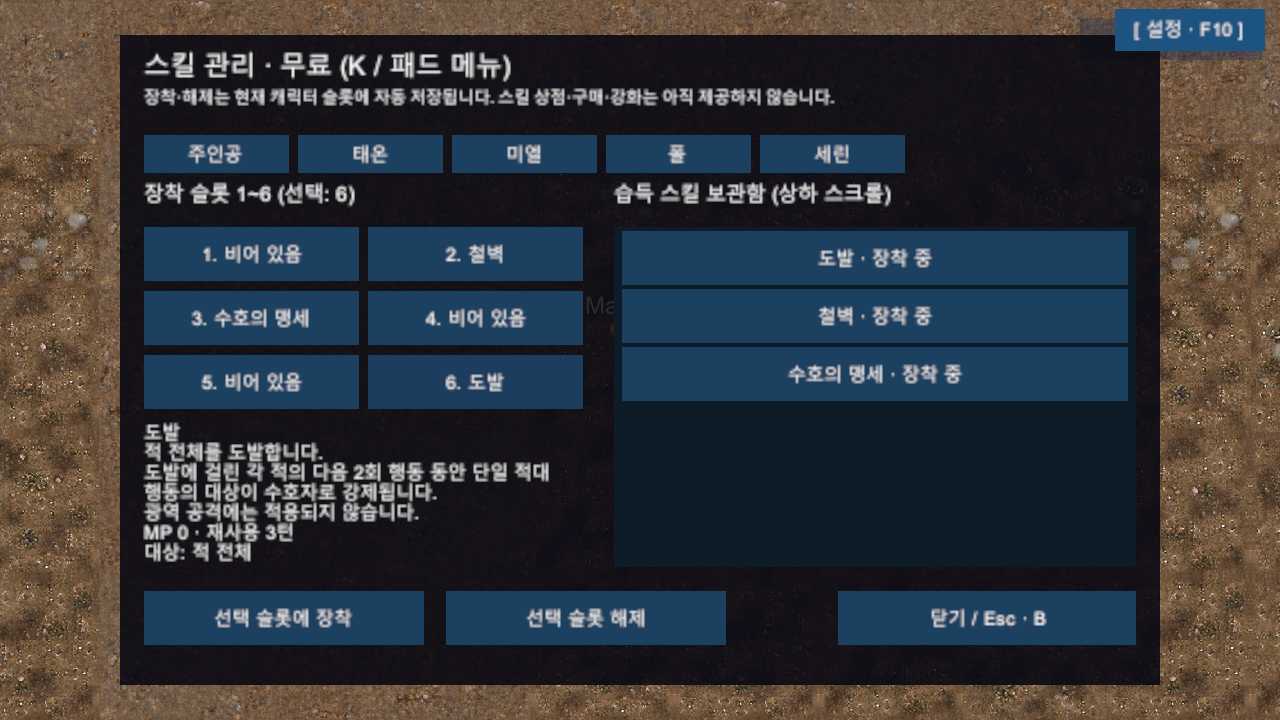 [ 설정 · F10 ]
스킬 관리 · 무료 (K / 패드 메뉴)
장착·해제는 현재 캐릭터 슬롯에 자동 저장됩니다. 스킬 상점·구매·강화는 아직 제공하지 않습니다.
주인공 태온 미열 폴 세린
장착 슬롯 1~6 (선택: 6)
습득 스킬 보관함 (상하 스크롤)
1. 비어 있음
2. 철벽
3. 수호의 맹세
4. 비어 있음
5. 비어 있음
6. 도발
도발 · 장착 중
철벽 · 장착 중
수호의 맹세 · 장착 중
Ma
도발
적 전체를 도발합니다.
도발에 걸린 각 적의 다음 2회 행동 동안 단일 적대
행동의 대상이 수호자로 강제됩니다.
광역 공격에는 적용되지 않습니다.
MP 0 · 재사용 3턴
대상: 적 전체
선택 슬롯에 장착
선택 슬롯 해제
닫기 / Esc · B